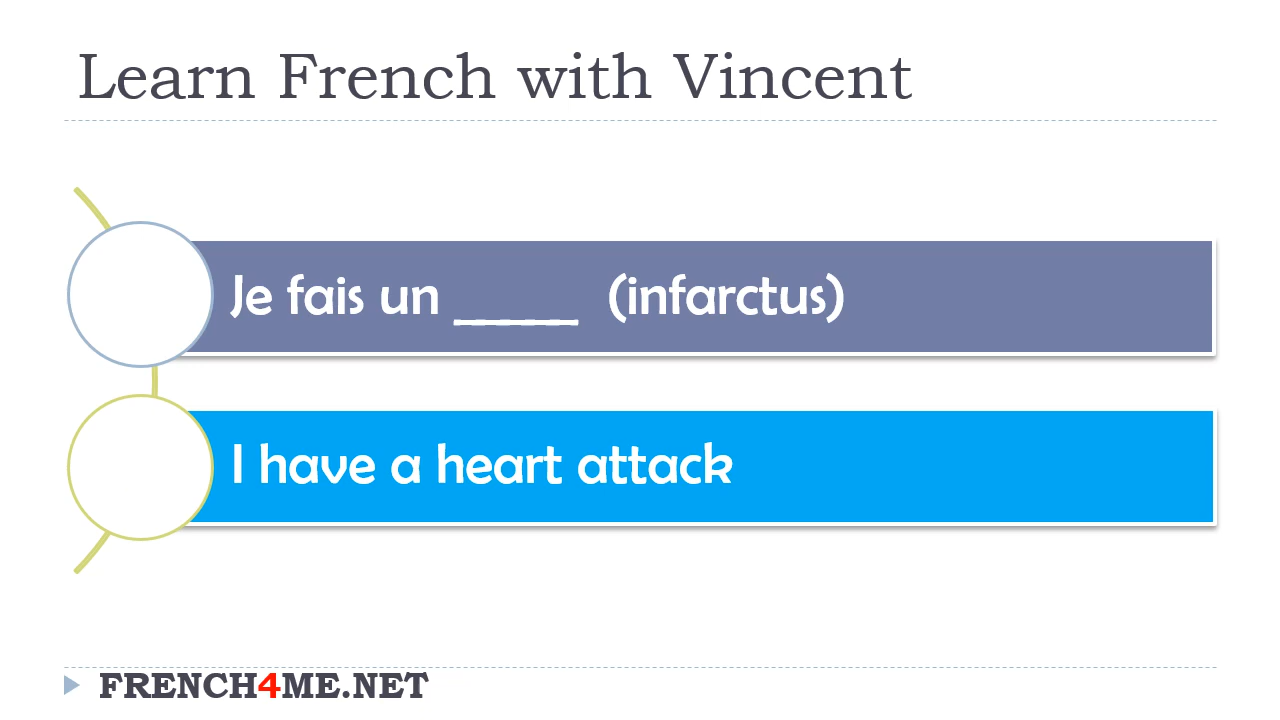 Learn French with Vincent
Je fais un _____ (infarctus)
I have a heart attack
FRENCH4ME.NET